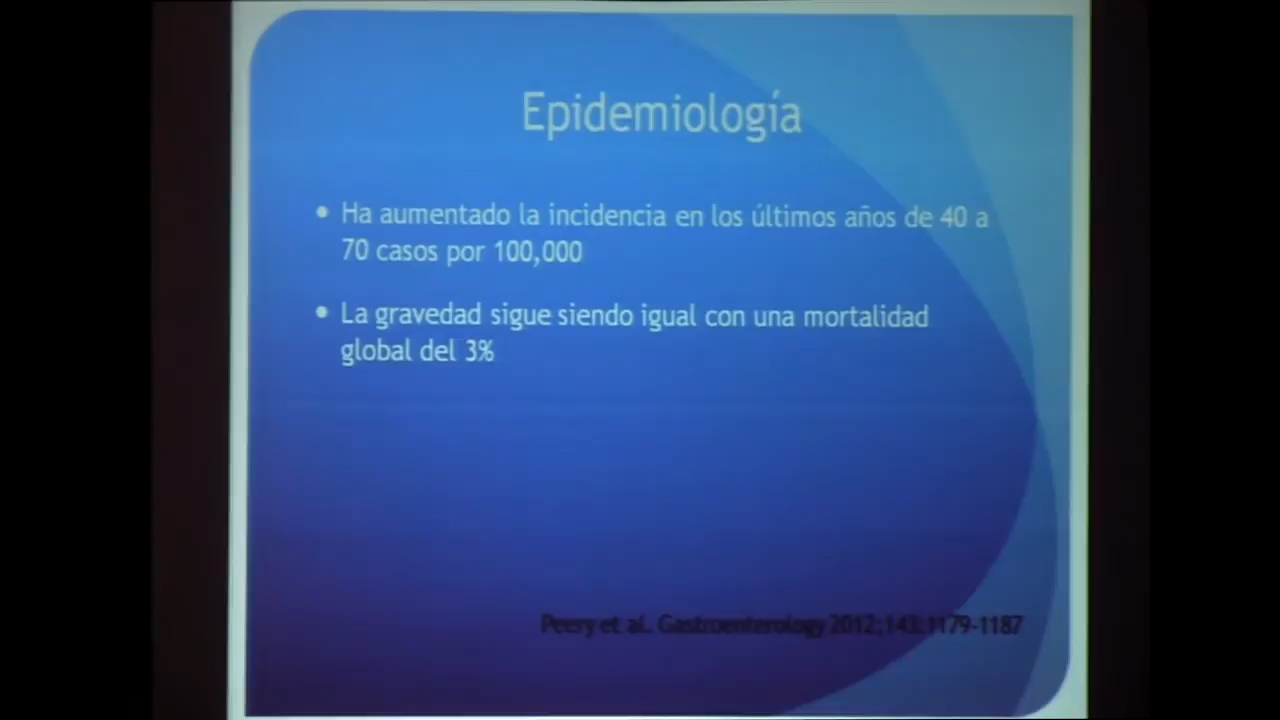 Epidemiología
• Ha aumentado la incidencia en los últimos años de 40 a
70 casos por 100,000
• La gravedad sigue siendo igual con una mortalidad
global del 3%
Peery et al. Gastroenterology 2012;143:1179-1187